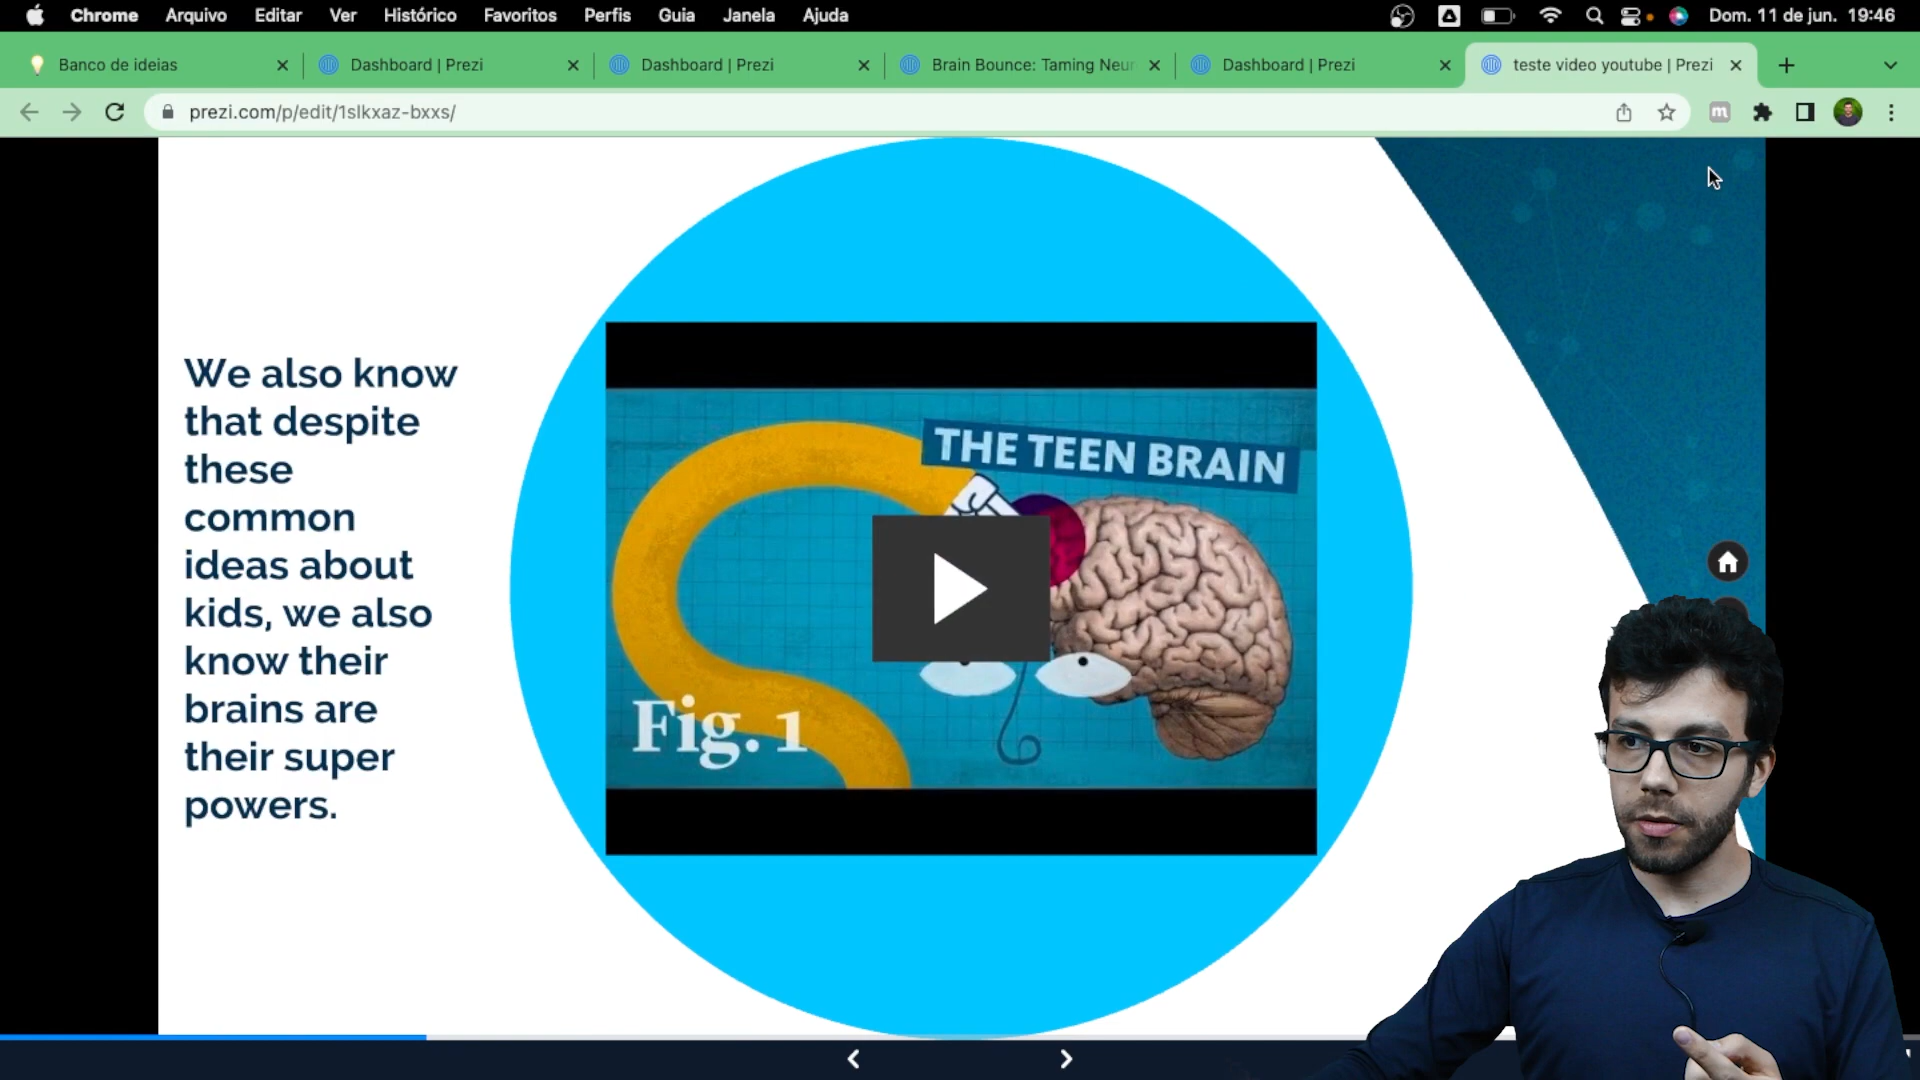 Chrome Arquivo Editar Ver Histórico Favoritos Perfis Guia Janela Ajuda Dom. 11 de jun. 19:46
Banco de ideias Dashboard | Prezi Dashboard | Prezi Brain Bounce: Taming Neur Dashboard | Prezi teste video youtube | Prezi
prezi.com/p/edit/1slkxaz-bxxs/ m
We also know
that despite
these
common
ideas about
kids, we also
know their
brains are
their super
powers.
THE TEEN BRAIN
Fig. 1